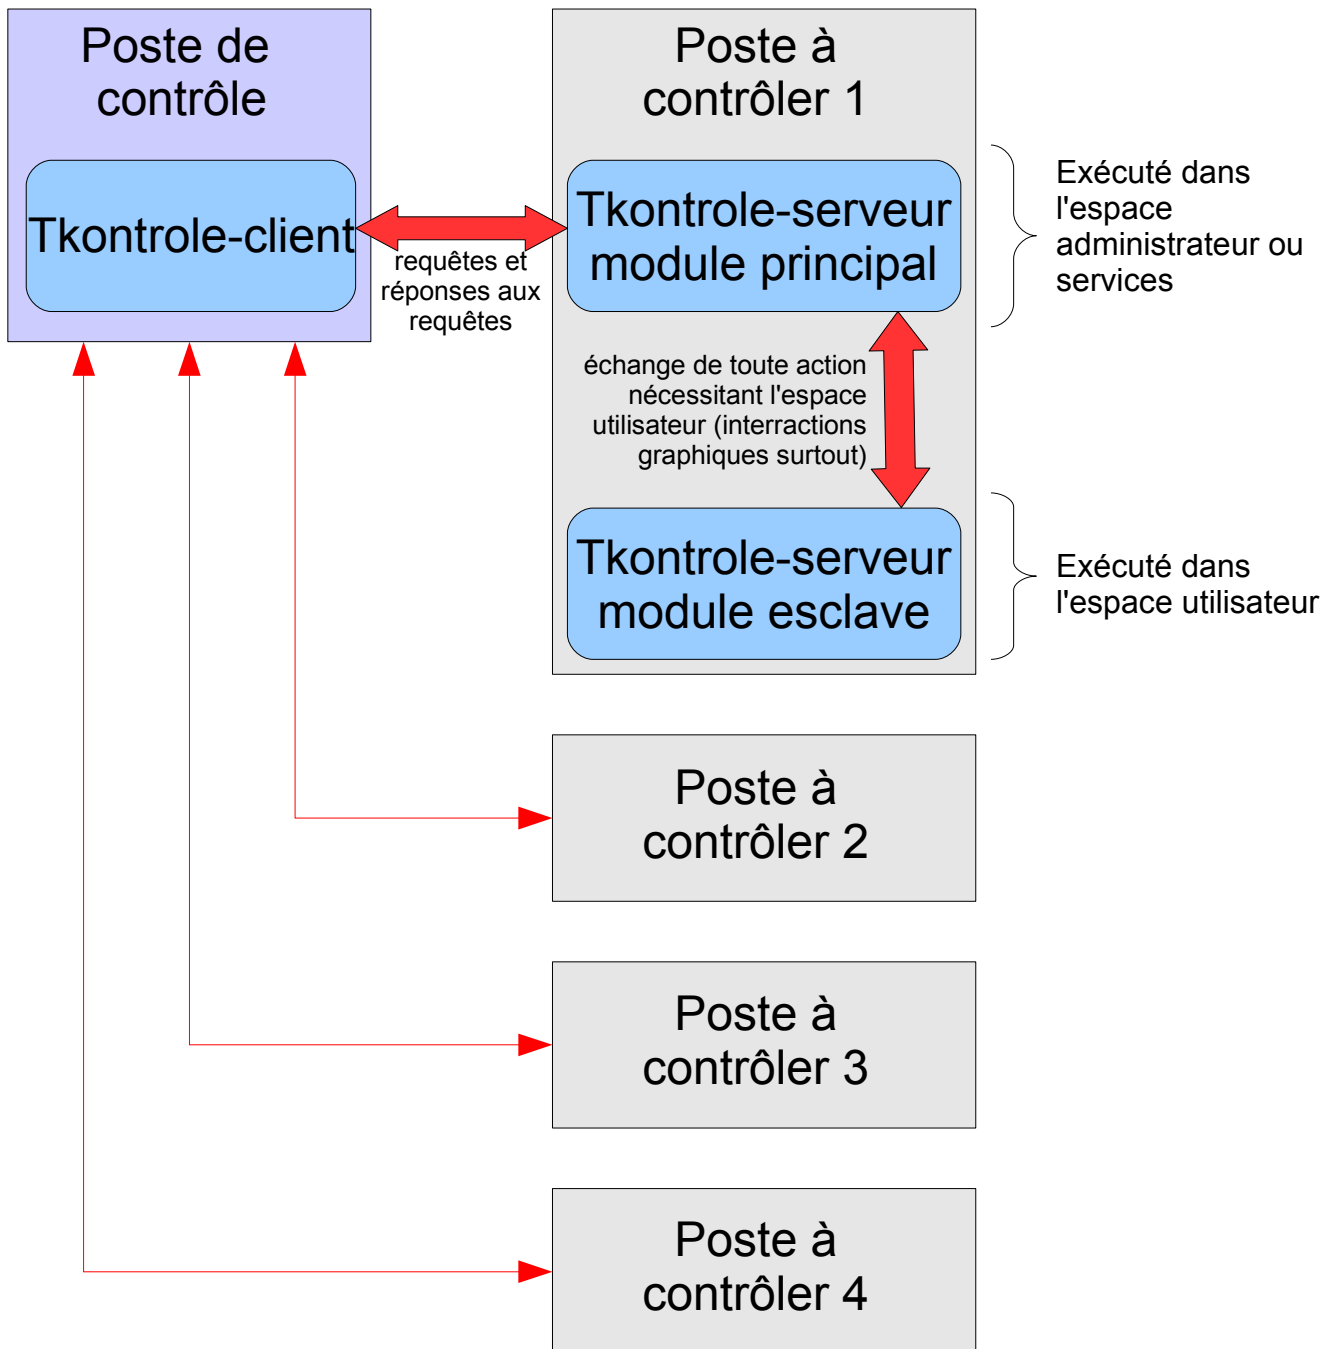 Poste de
contrôle
Tkontrole-client
requêtes et
réponses aux
requêtes
Poste à
contrôler 1
Tkontrole-serveur
module principal
échange de toute action
nécessitant l'espace
utilisateur (interractions
graphiques surtout)
Tkontrole-serveur
module esclave
Exécuté dans
l'espace
administrateur ou
services
Exécuté dans
l'espace utilisateur
Poste à
contrôler 2
Poste à
contrôler 3
Poste à
contrôler 4